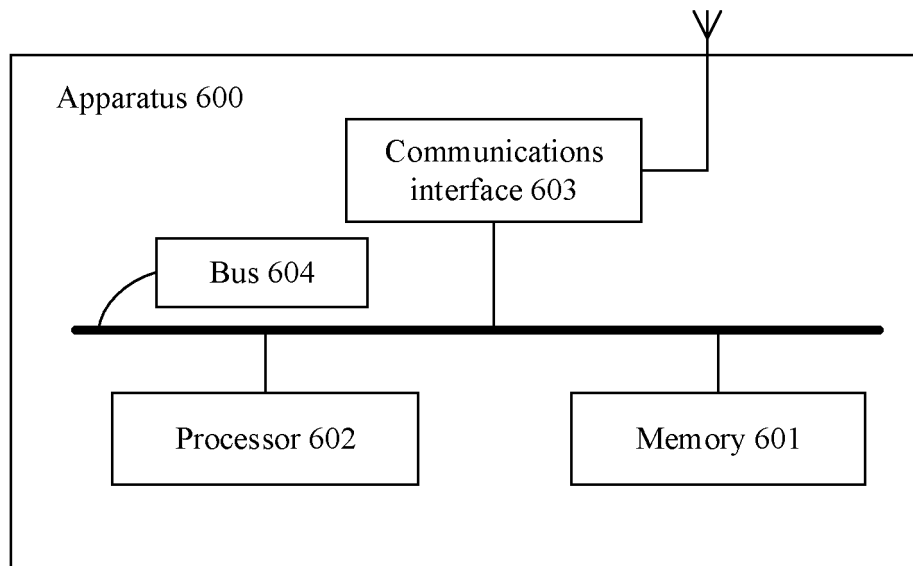 Apparatus 600
Communications
interface 603
Bus 604
Processor 602
Memory 601